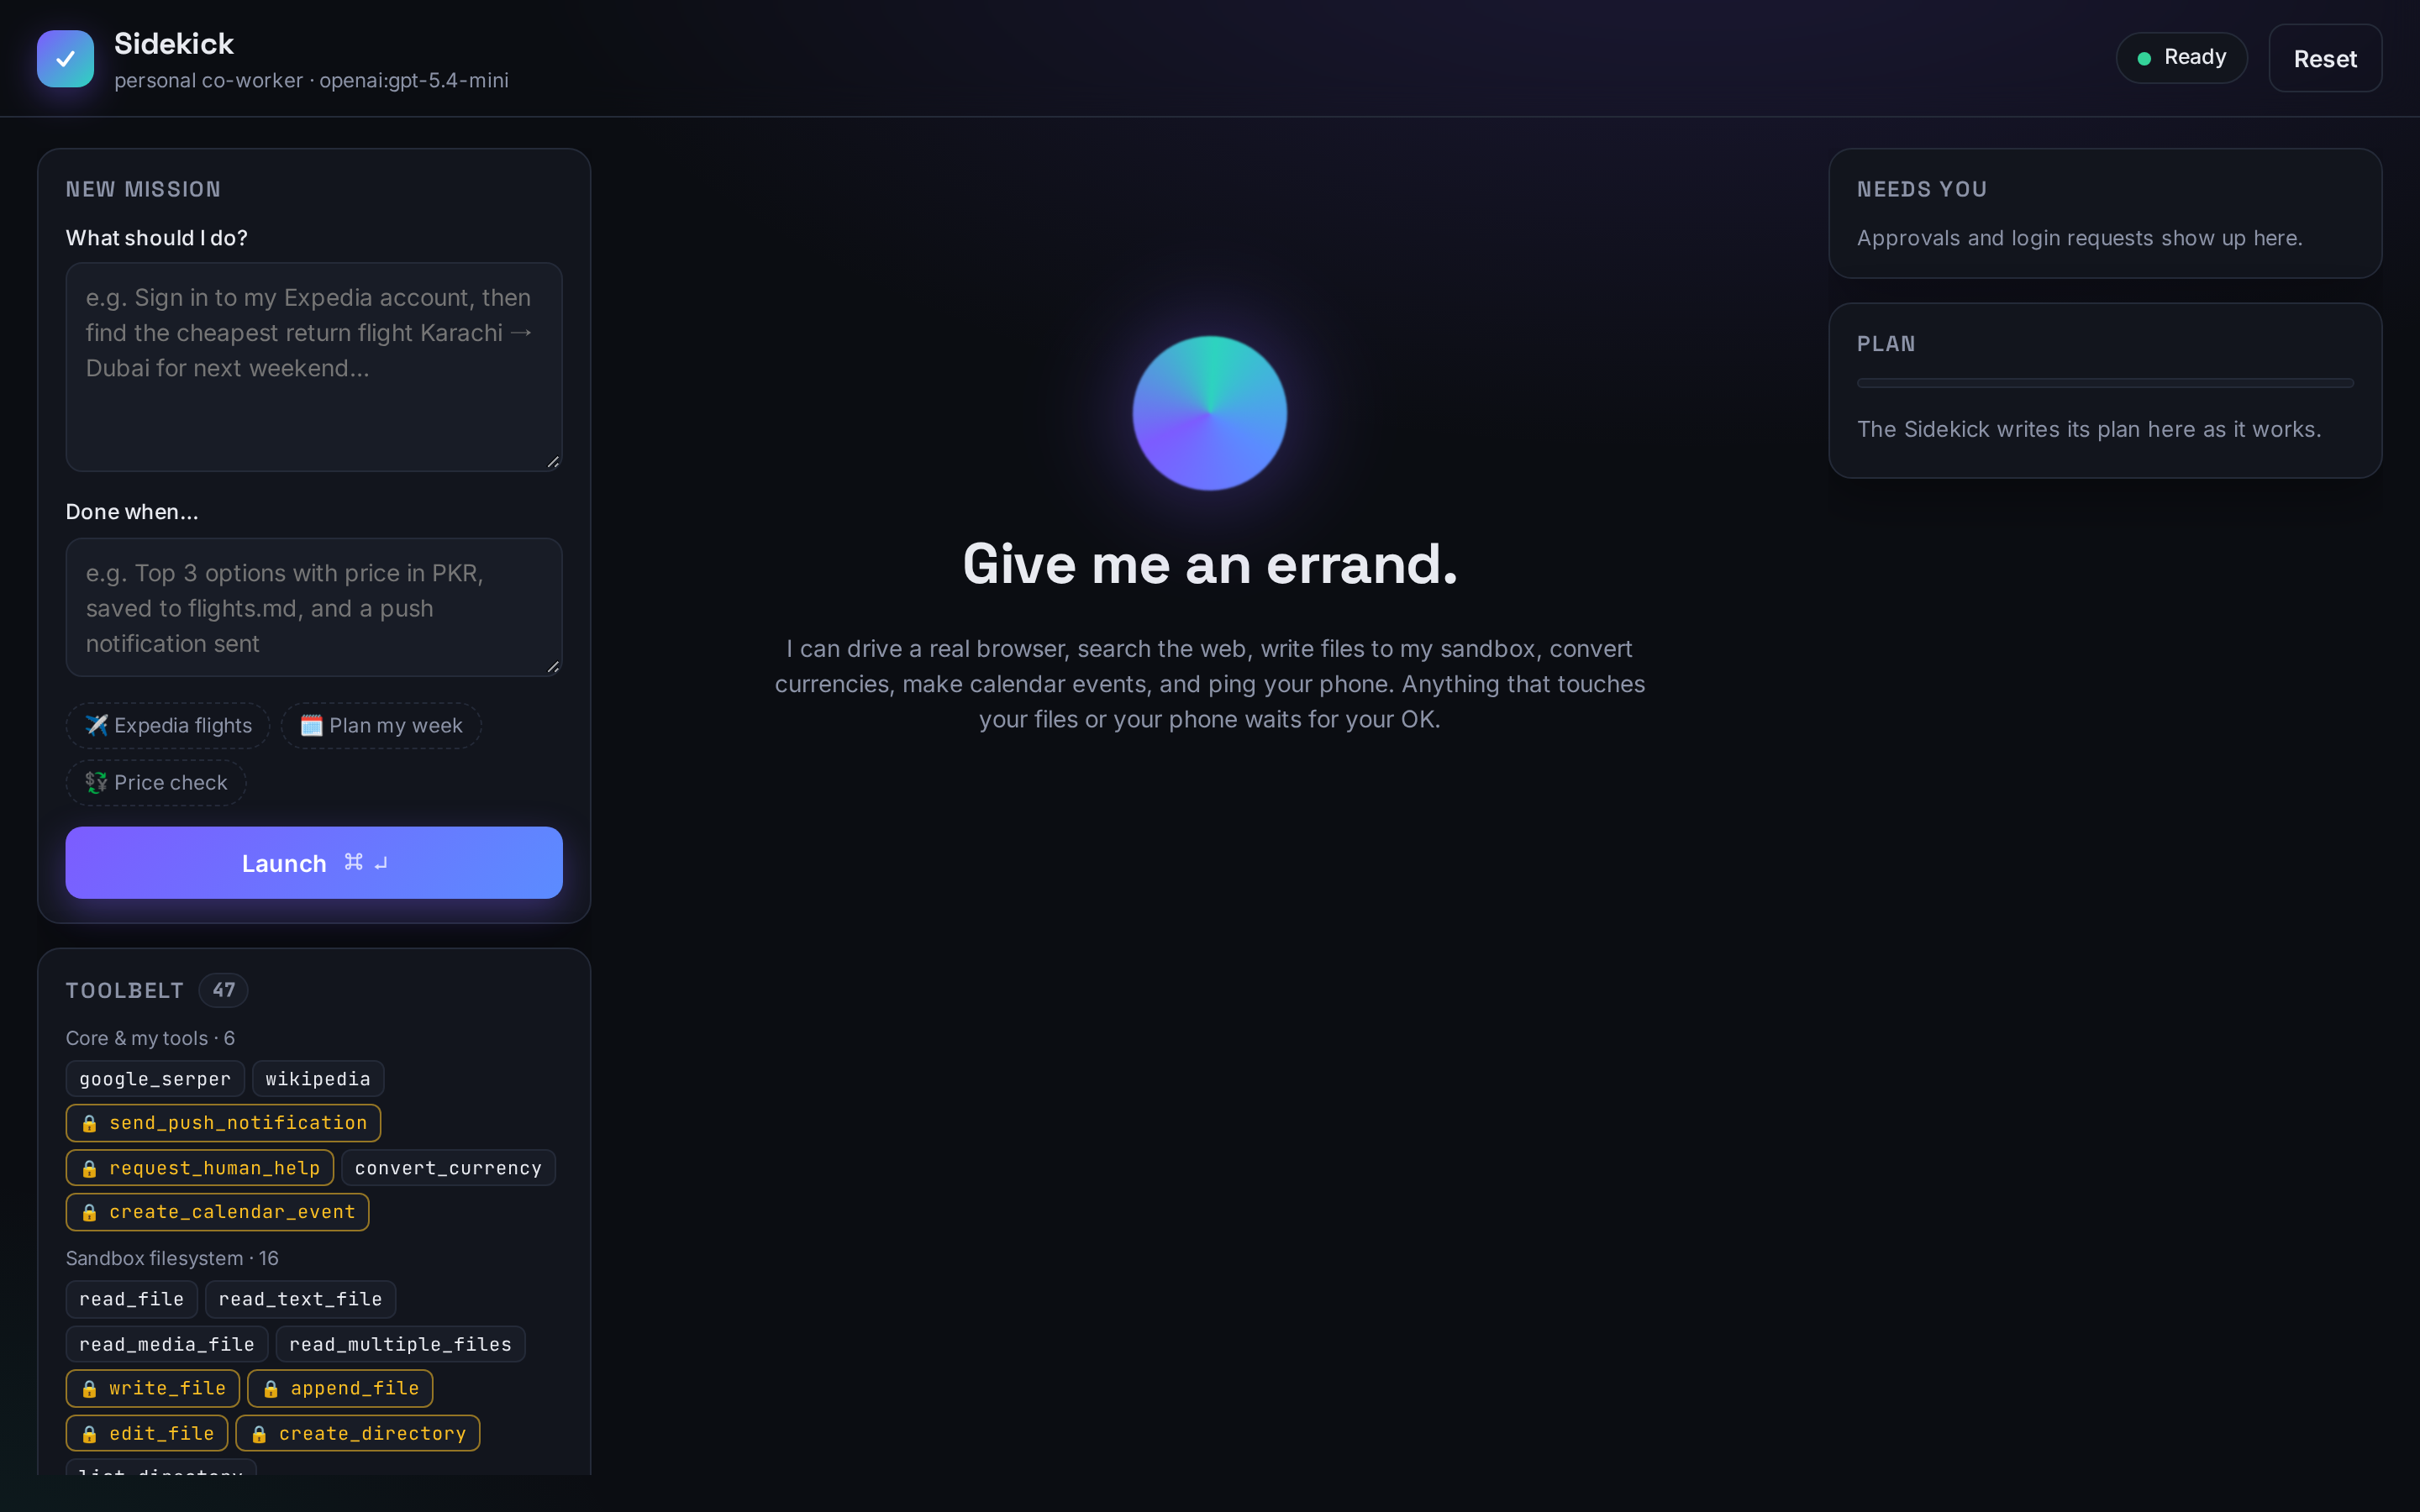 Sidekick
personal co-worker · openai:gpt-5.4-mini
Ready
Reset
NEW MISSION
What should I do?
e.g. Sign in to my Expedia account, then
find the cheapest return flight Karachi →
Dubai for next weekend...
Done when...
e.g. Top 3 options with price in PKR,
saved to flights.md, and a push
notification sent
✈️ Expedia flights
🗓️ Plan my week
💱 Price check
Launch ⌘ ↵
TOOLBELT 47
Core & my tools · 6
google_serper
wikipedia
🔒 send_push_notification
🔒 request_human_help
convert_currency
🔒 create_calendar_event
Sandbox filesystem · 16
read_file
read_text_file
read_media_file
read_multiple_files
🔒 write_file
🔒 append_file
🔒 edit_file
🔒 create_directory
list_directory
Give me an errand.
I can drive a real browser, search the web, write files to my sandbox, convert
currencies, make calendar events, and ping your phone. Anything that touches
your files or your phone waits for your OK.
NEEDS YOU
Approvals and login requests show up here.
PLAN
The Sidekick writes its plan here as it works.